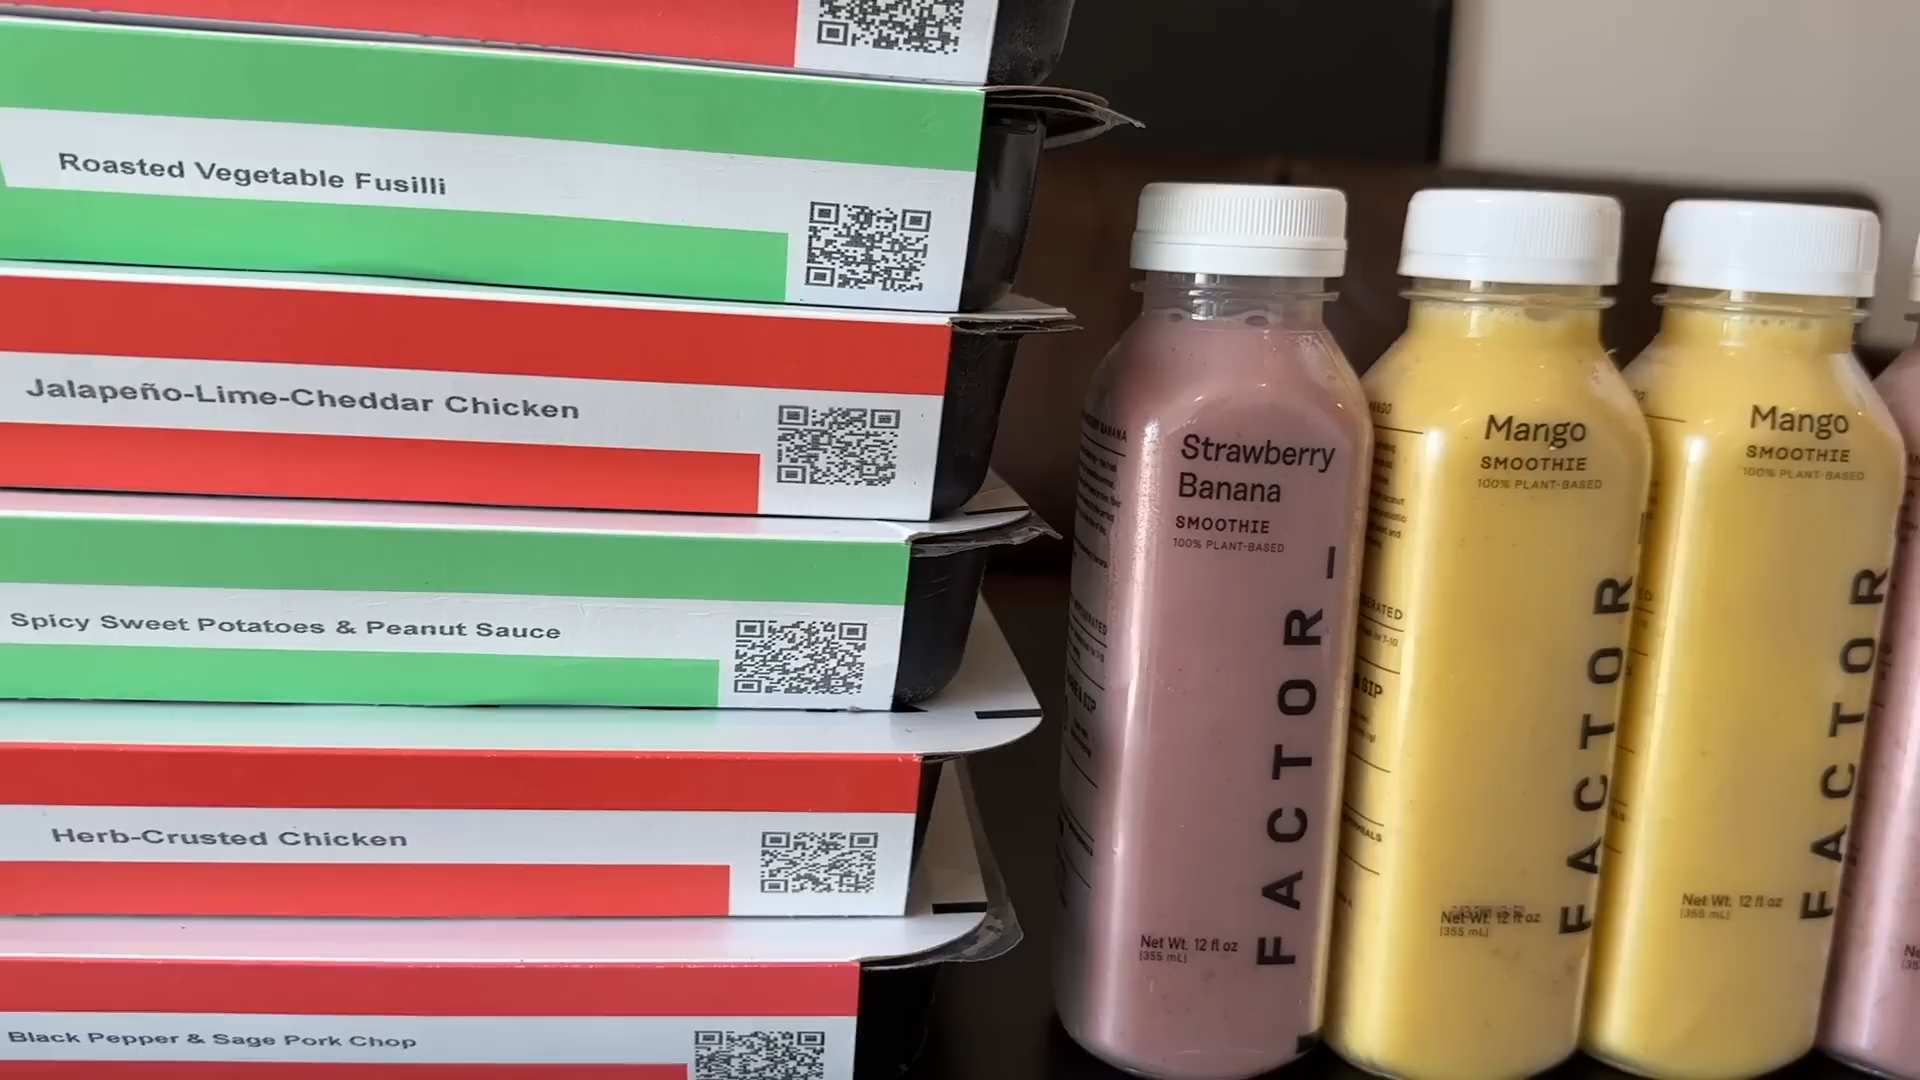 Roasted Vegetable Fusilli
Jalapeño-Lime-Cheddar Chicken
Spicy Sweet Potatoes & Peanut Sauce
Herb-Crusted Chicken
Black Pepper & Sage Pork Chop
Strawberry
Banana
SMOOTHIE
100% PLANT-BASED
FACTOR_
Net Wt. 12 fl oz
(355 mL)
Mango
SMOOTHIE
100% PLANT-BASED
FACTOR_
Net Wt. 12 fl oz
(355 mL)
Mango
SMOOTHIE
100% PLANT-BASED
FACTOR
Net Wt. 12 fl oz
(355 mL)